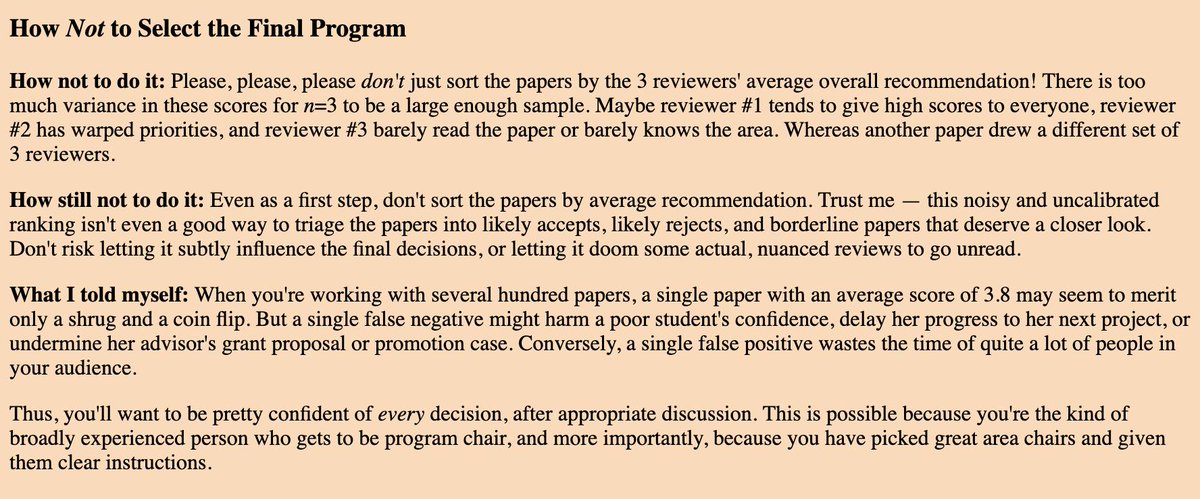 How Not to Select the Final Program
How not to do it: Please, please, please don't just sort the papers by the 3 reviewers' average overall recommendation! There is too
much variance in these scores for n=3 to be a large enough sample. Maybe reviewer #1 tends to give high scores to everyone, reviewer
#2 has warped priorities, and reviewer #3 barely read the paper or barely knows the area. Whereas another paper drew a different set of
3 reviewers.
How still not to do it: Even as a first step, don't sort the papers by average recommendation. Trust me — this noisy and uncalibrated
ranking isn't even a good way to triage the papers into likely accepts, likely rejects, and borderline papers that deserve a closer look.
Don't risk letting it subtly influence the final decisions, or letting it doom some actual, nuanced reviews to go unread.
What I told myself: When you're working with several hundred papers, a single paper with an average score of 3.8 may seem to merit
only a shrug and a coin flip. But a single false negative might harm a poor student's confidence, delay her progress to her next project, or
undermine her advisor's grant proposal or promotion case. Conversely, a single false positive wastes the time of quite a lot of people in
your audience.
Thus, you'll want to be pretty confident of every decision, after appropriate discussion. This is possible because you're the kind of
broadly experienced person who gets to be program chair, and more importantly, because you have picked great area chairs and given
them clear instructions.